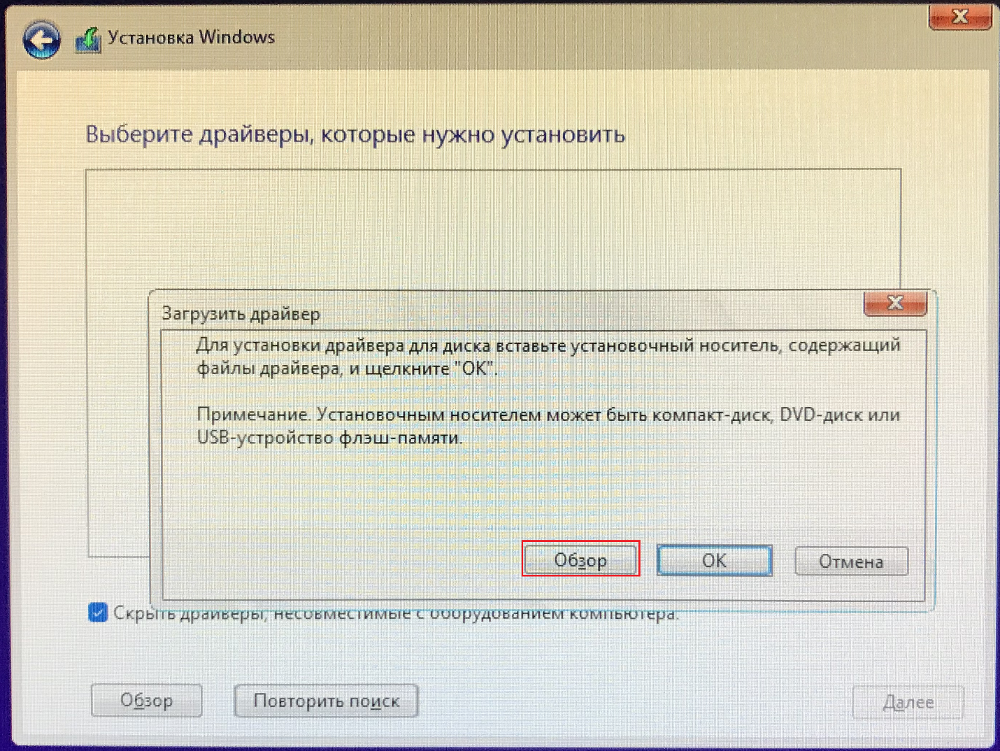 Установка Windows
Выберите драйверы, которые нужно установить
Загрузить драйвер
Для установки драйвера для диска вставьте установочный носитель, содержащий
файлы драйвера, и щелкните "ОК".
Примечание. Установочным носителем может быть компакт-диск, DVD-диск или
USB-устройство флэш-памяти.
Обзор ОК Отмена
Скрыть драйверы, несовместимые с оборудованием компьютера.
Обзор Повторить поиск Далее